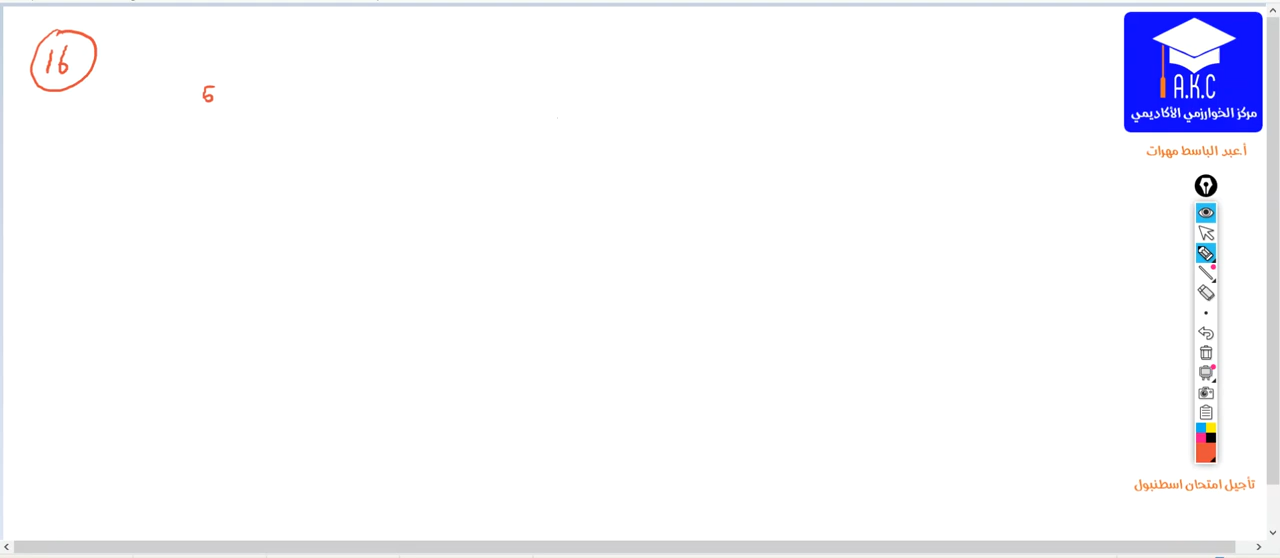 16
5
A.K.C
مركز الخوارزمي الأكاديمي
أ.عبد الباسط مهرات
تأجيل امتحان اسطنبول